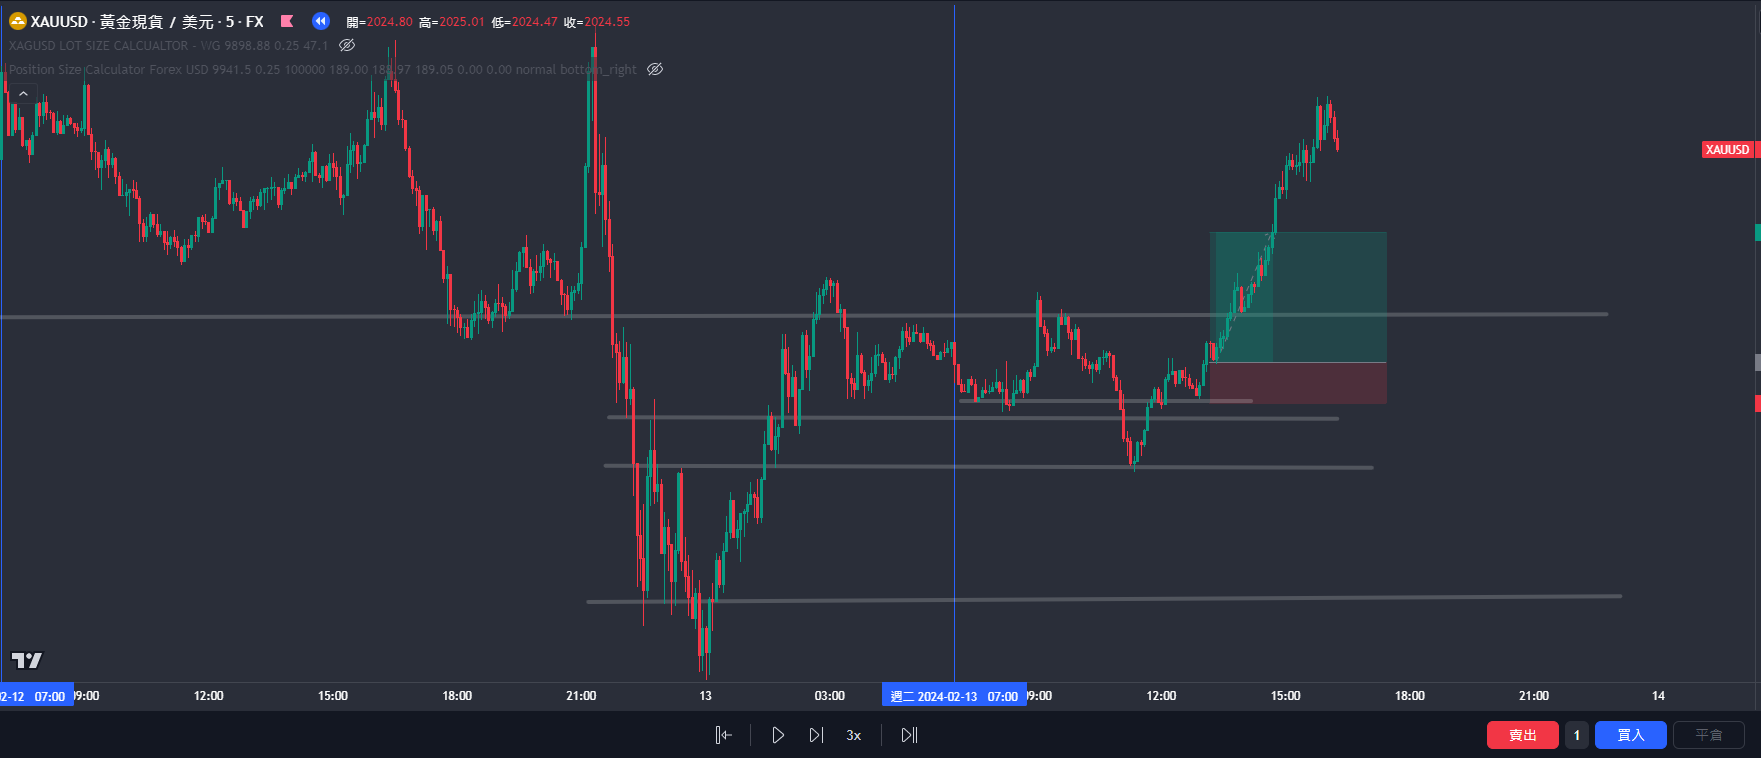 XAUUSD · 黃金現貨 / 美元 · 5 · FX 開=2024.80 高=2025.01 低=2024.47 收=2024.55
XAGUSD LOT SIZE CALCUALTOR - WG 9898.88 0.25 47.1
Position Size Calculator Forex USD 9941.5 0.25 100000 189.00 188.97 189.05 0.00 0.00 normal bottom_right
XAUUSD
02-12 07:00 09:00 12:00 15:00 18:00 21:00 13 03:00 週二 2024-02-13 07:00 09:00 12:00 15:00 18:00 21:00 14
3x 賣出 1 買入 平倉